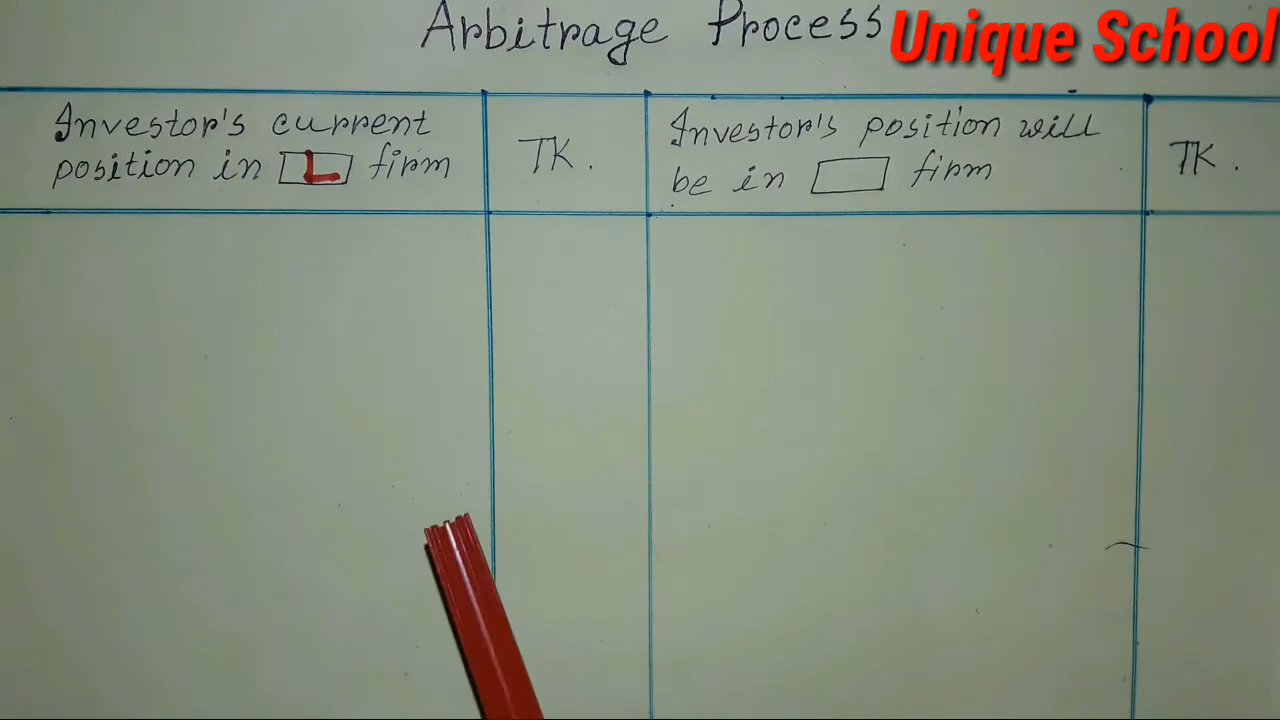 Arbitrage Process
Unique School
Investor's current
position in L firm
TK.
Investor's position will
be in firm
TK.